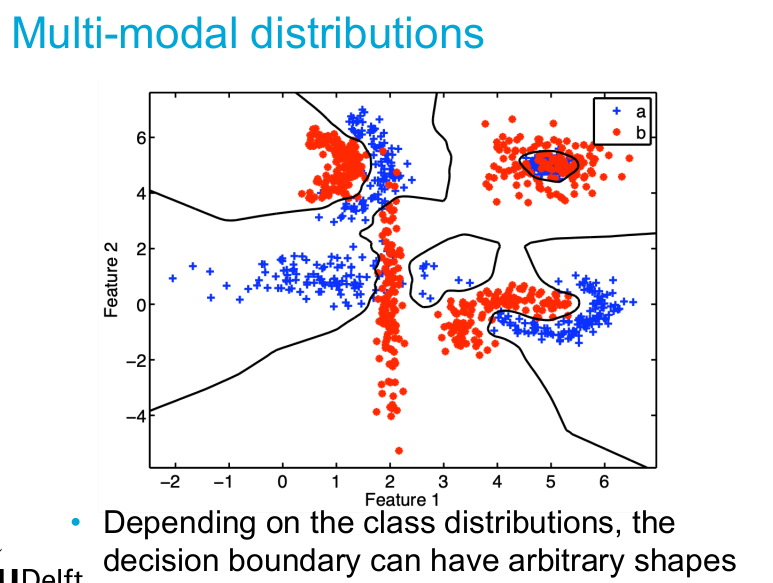 Multi-modal distributions
a
b
6
4
2
0
−2
−4
Feature 2
−2 −1 0 1 2 3 4 5 6
Feature 1
• Depending on the class distributions, the
decision boundary can have arbitrary shapes
UDelft